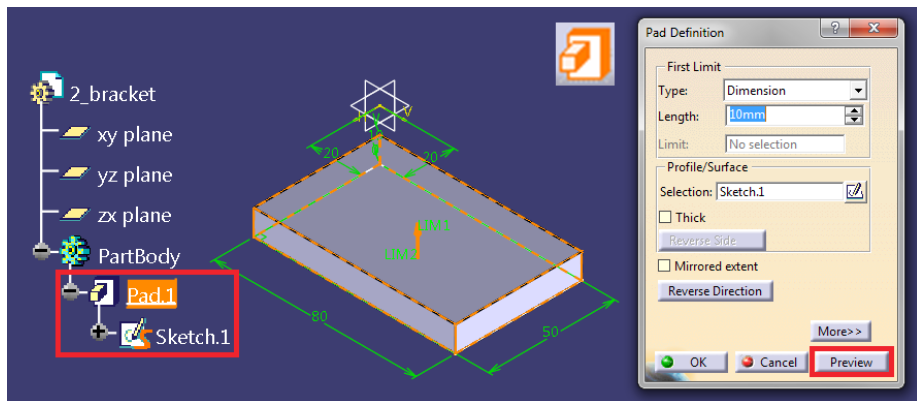 2_bracket
xy plane
yz plane
zx plane
PartBody
Pad.1
Sketch.1
V
20
20
LIM1
80
50
Pad Definition
First Limit
Type: Dimension
Length: 10mm
Limit: No selection
Profile/Surface
Selection: Sketch.1
Thick
Reverse Side
Mirrored extent
Reverse Direction
More>>
OK Cancel Preview